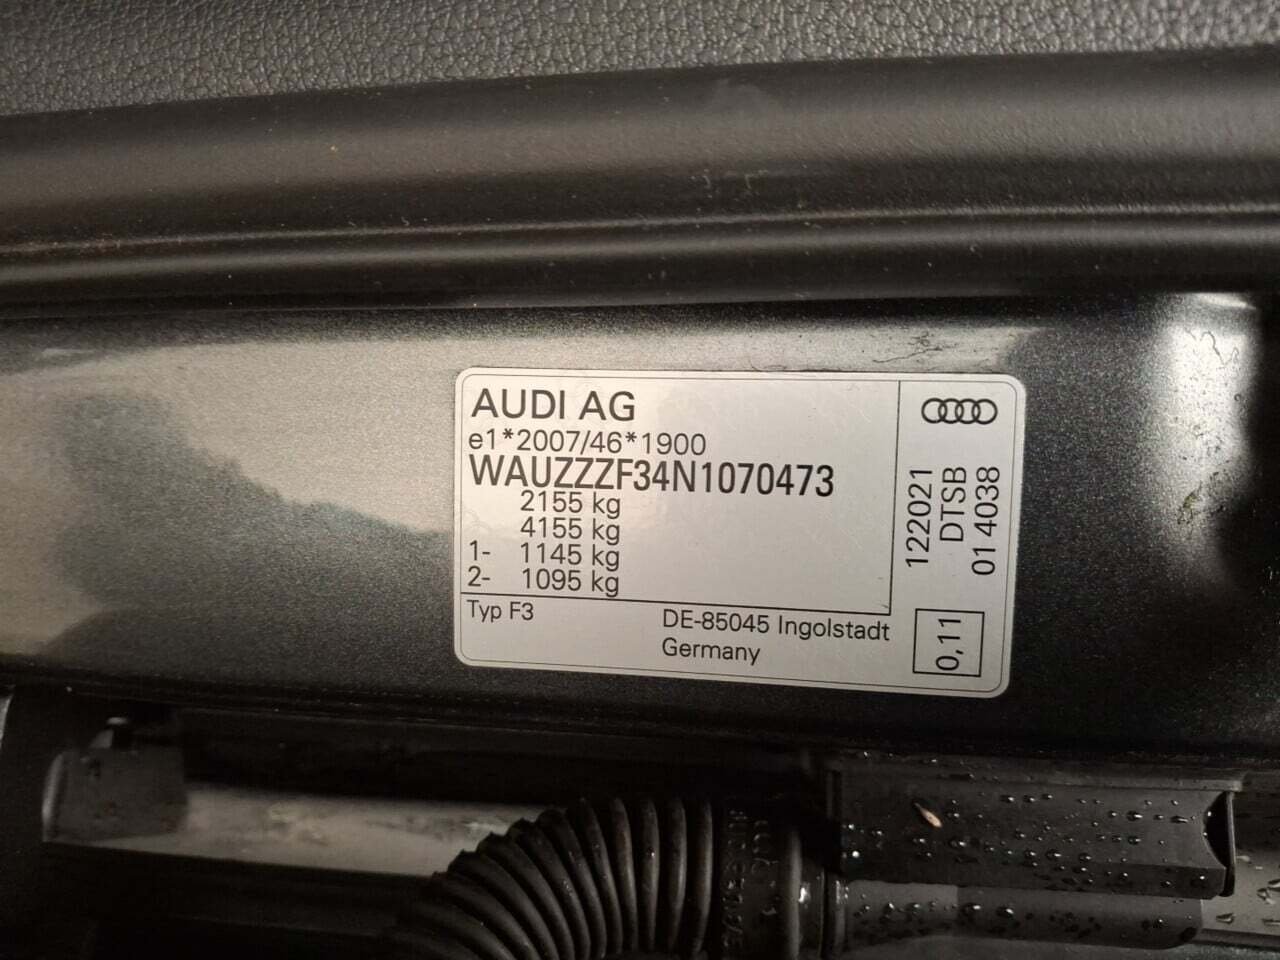 AUDI AG
e1*2007/46*1900
WAUZZZF34N1070473
2155 kg
4155 kg
1- 1145 kg
2- 1095 kg
Typ F3
DE-85045 Ingolstadt
Germany
122021
DTSB
01 4038
0,11